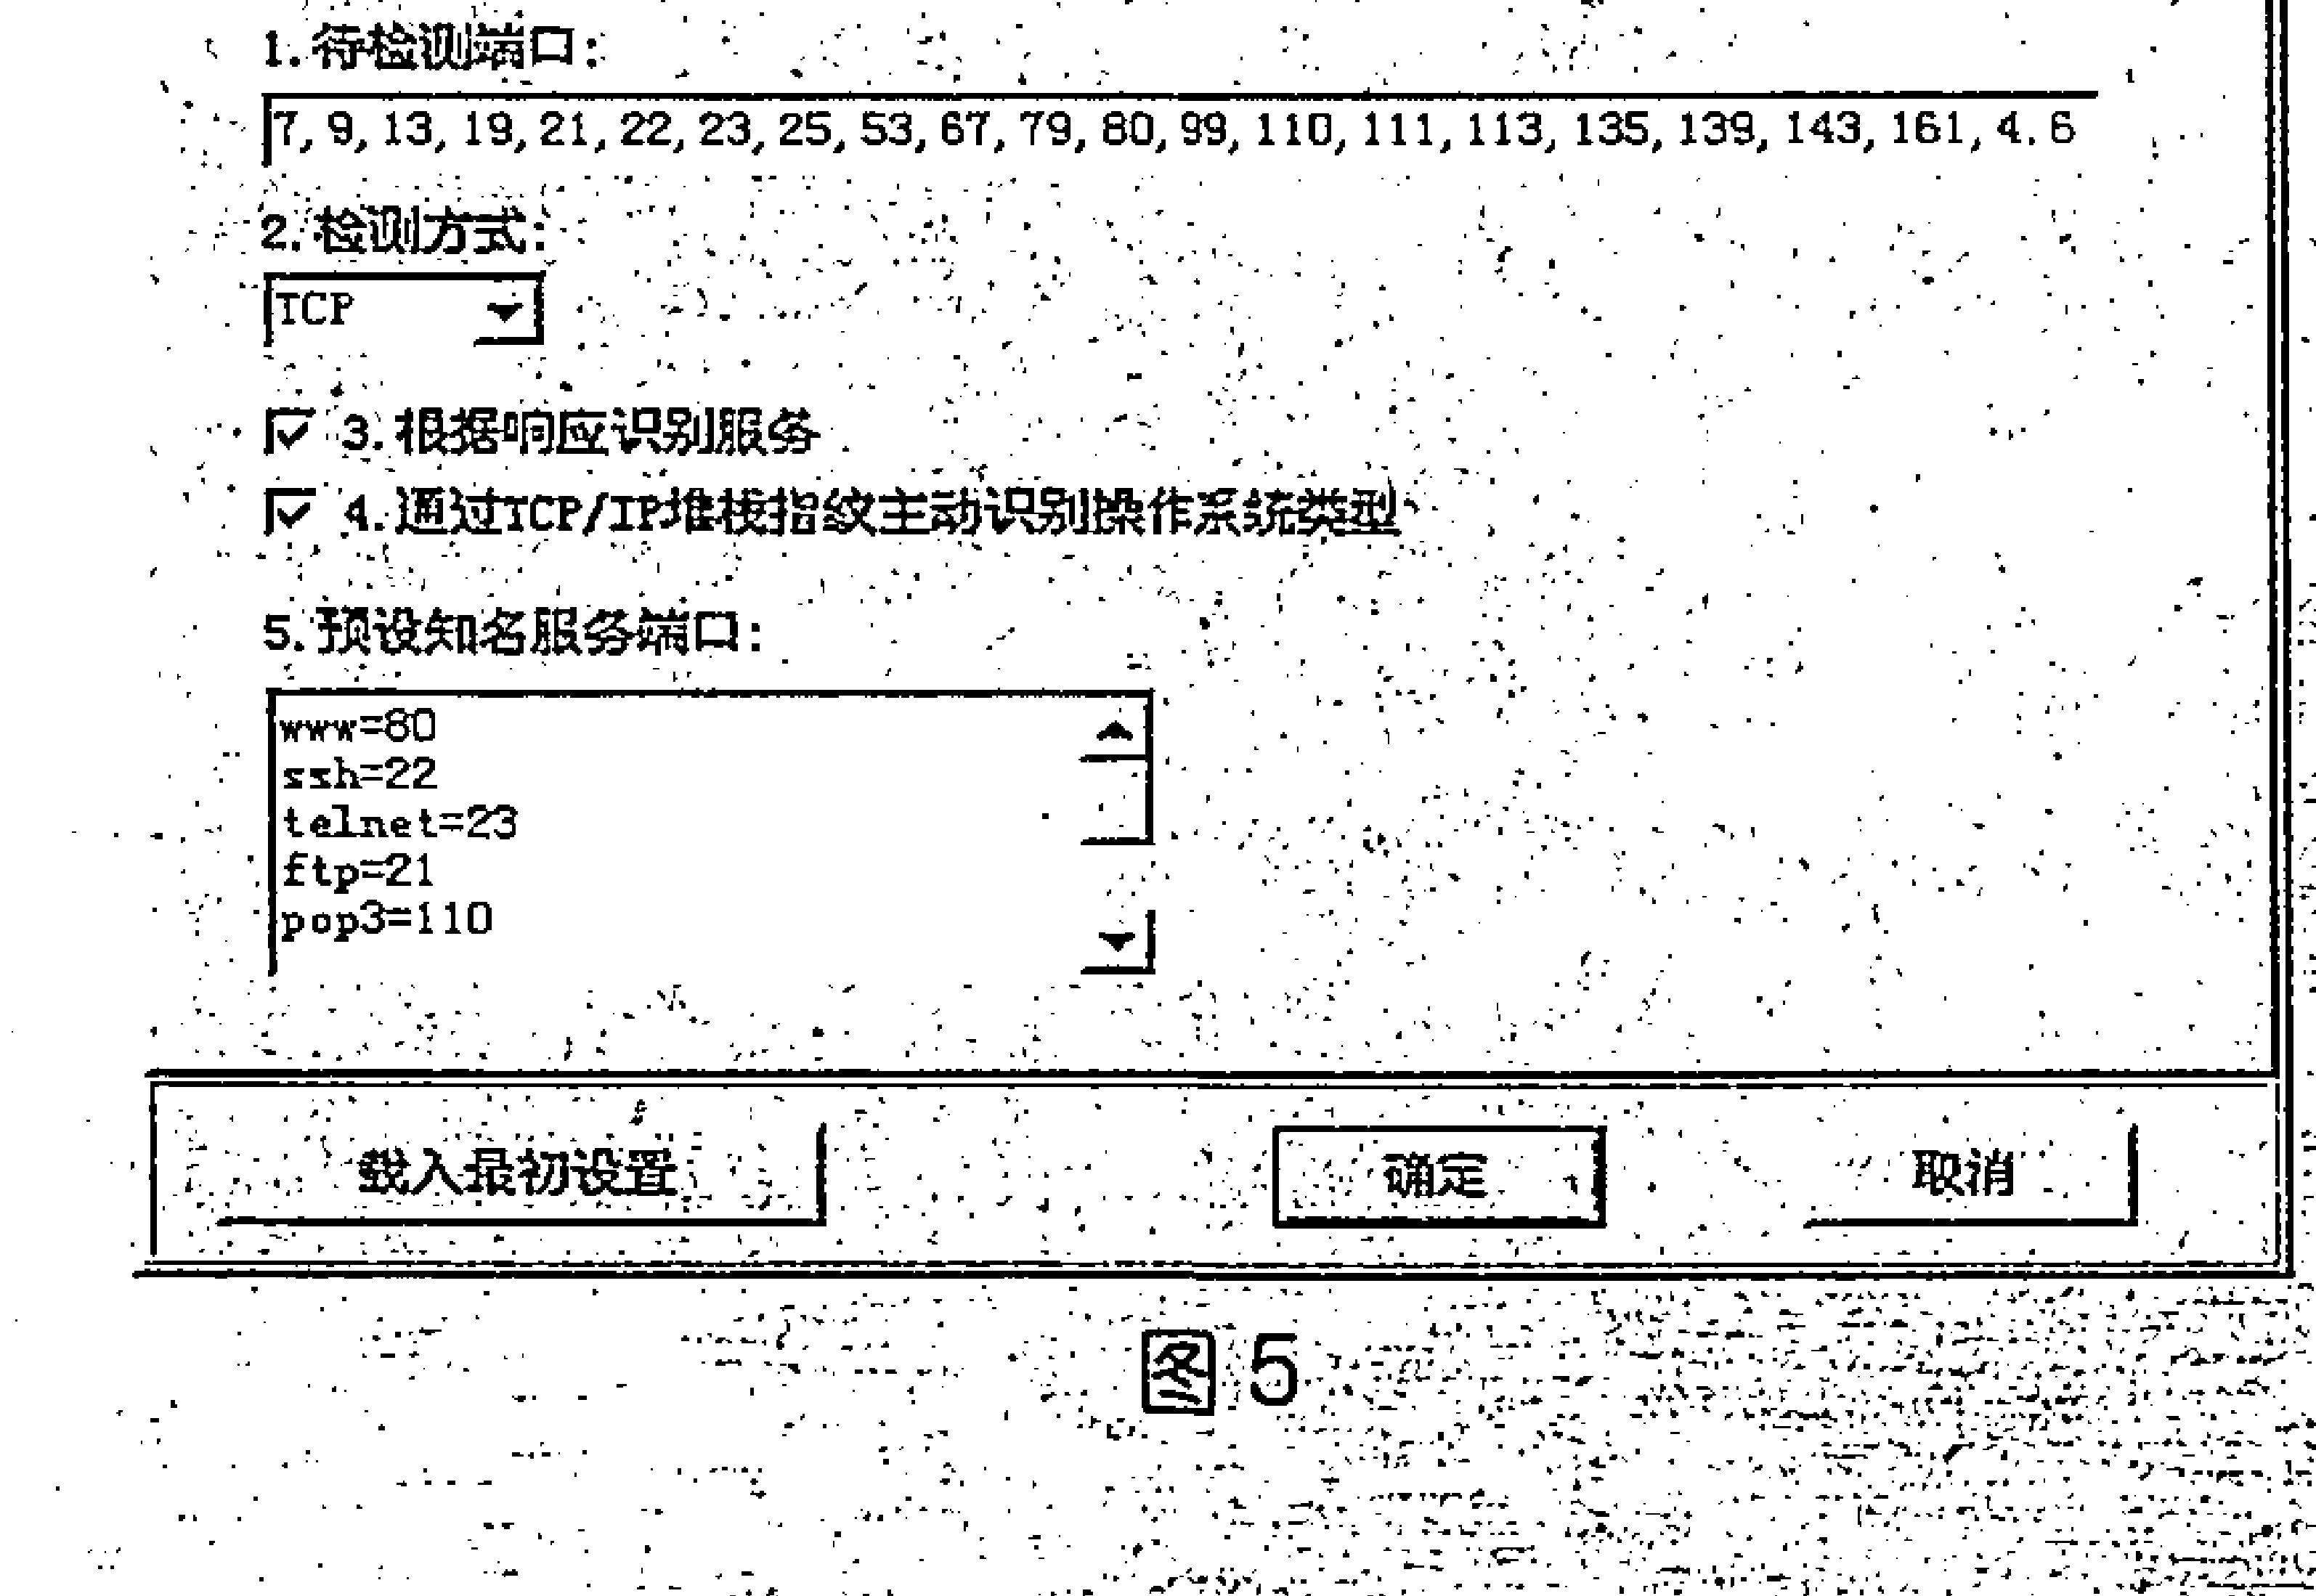 1.待检测端口:
7,9,13,19,21,22,23,25,53,67,79,80,99,110,111,113,135,139,143,161,4.6
2.检测方式:
TCP
3.根据响应识别服务
4.通过TCP/IP堆栈指纹主动识别操作系统类型
5.预设知名服务端口:
www=80
ssh=22
telnet=23
ftp=21
pop3=110
载入最初设置
确定
取消
图 5